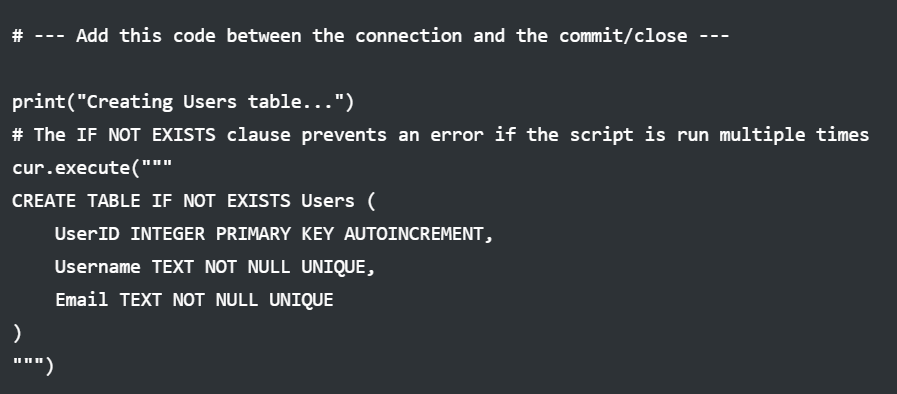 # --- Add this code between the connection and the commit/close ---
print("Creating Users table...")
# The IF NOT EXISTS clause prevents an error if the script is run multiple times
cur.execute("""
CREATE TABLE IF NOT EXISTS Users (
    UserID INTEGER PRIMARY KEY AUTOINCREMENT,
    Username TEXT NOT NULL UNIQUE,
    Email TEXT NOT NULL UNIQUE
)
""")